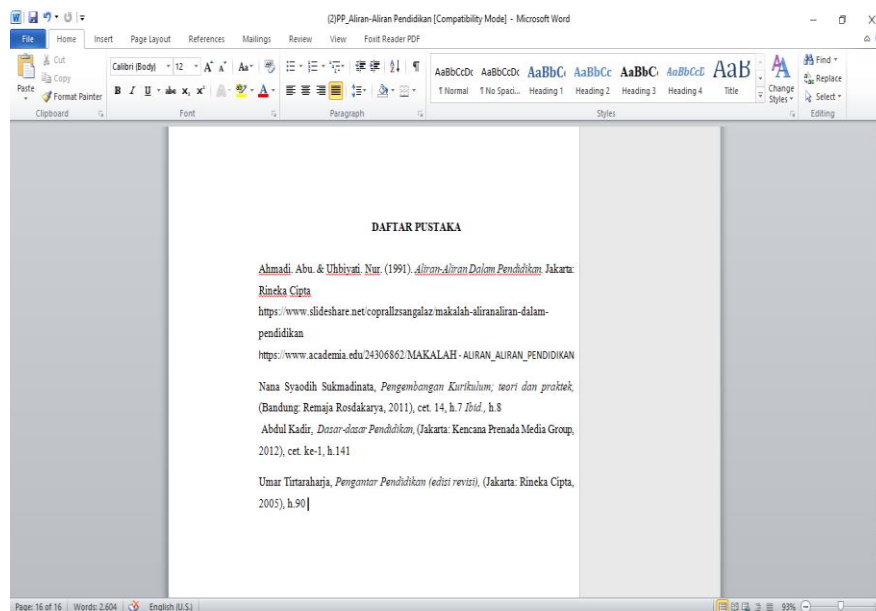 (2)PP_Aliran-Aliran Pendidikan [Compatibility Mode] - Microsoft Word
File Home Insert Page Layout References Mailings Review View Foxit Reader PDF
Cut
Copy
Paste
Format Painter
Clipboard
Calibri (Body) 12
Font
Paragraph
AaBbCcDc AaBbCcDc AaBbC AaBbCc AaBbC AaBbCcD AaB
¶ Normal ¶ No Spaci... Heading 1 Heading 2 Heading 3 Heading 4 Title
Change Styles
Styles
Find
Replace
Select
Editing
DAFTAR PUSTAKA
Ahmadi. Abu. & Uhbiyati. Nur. (1991). Aliran-Aliran Dalam Pendidikan. Jakarta:
Rineka Cipta
https://www.slideshare.net/coprallzsangalaz/makalah-aliranaliran-dalam-
pendidikan
https://www.academia.edu/24306862/MAKALAH - ALIRAN_ALIRAN_PENDIDIKAN
Nana Syaodih Sukmadinata, Pengembangan Kurikulum; teori dan praktek,
(Bandung: Remaja Rosdakarya, 2011), cet. 14, h.7 Ibid., h.8
Abdul Kadir, Dasar-dasar Pendidikan, (Jakarta: Kencana Prenada Media Group,
2012), cet. ke-1, h.141
Umar Tirtaraharja, Pengantar Pendidikan (edisi revisi), (Jakarta: Rineka Cipta,
2005), h.90
Page: 16 of 16 Words: 2.604 English (U.S.) 93%